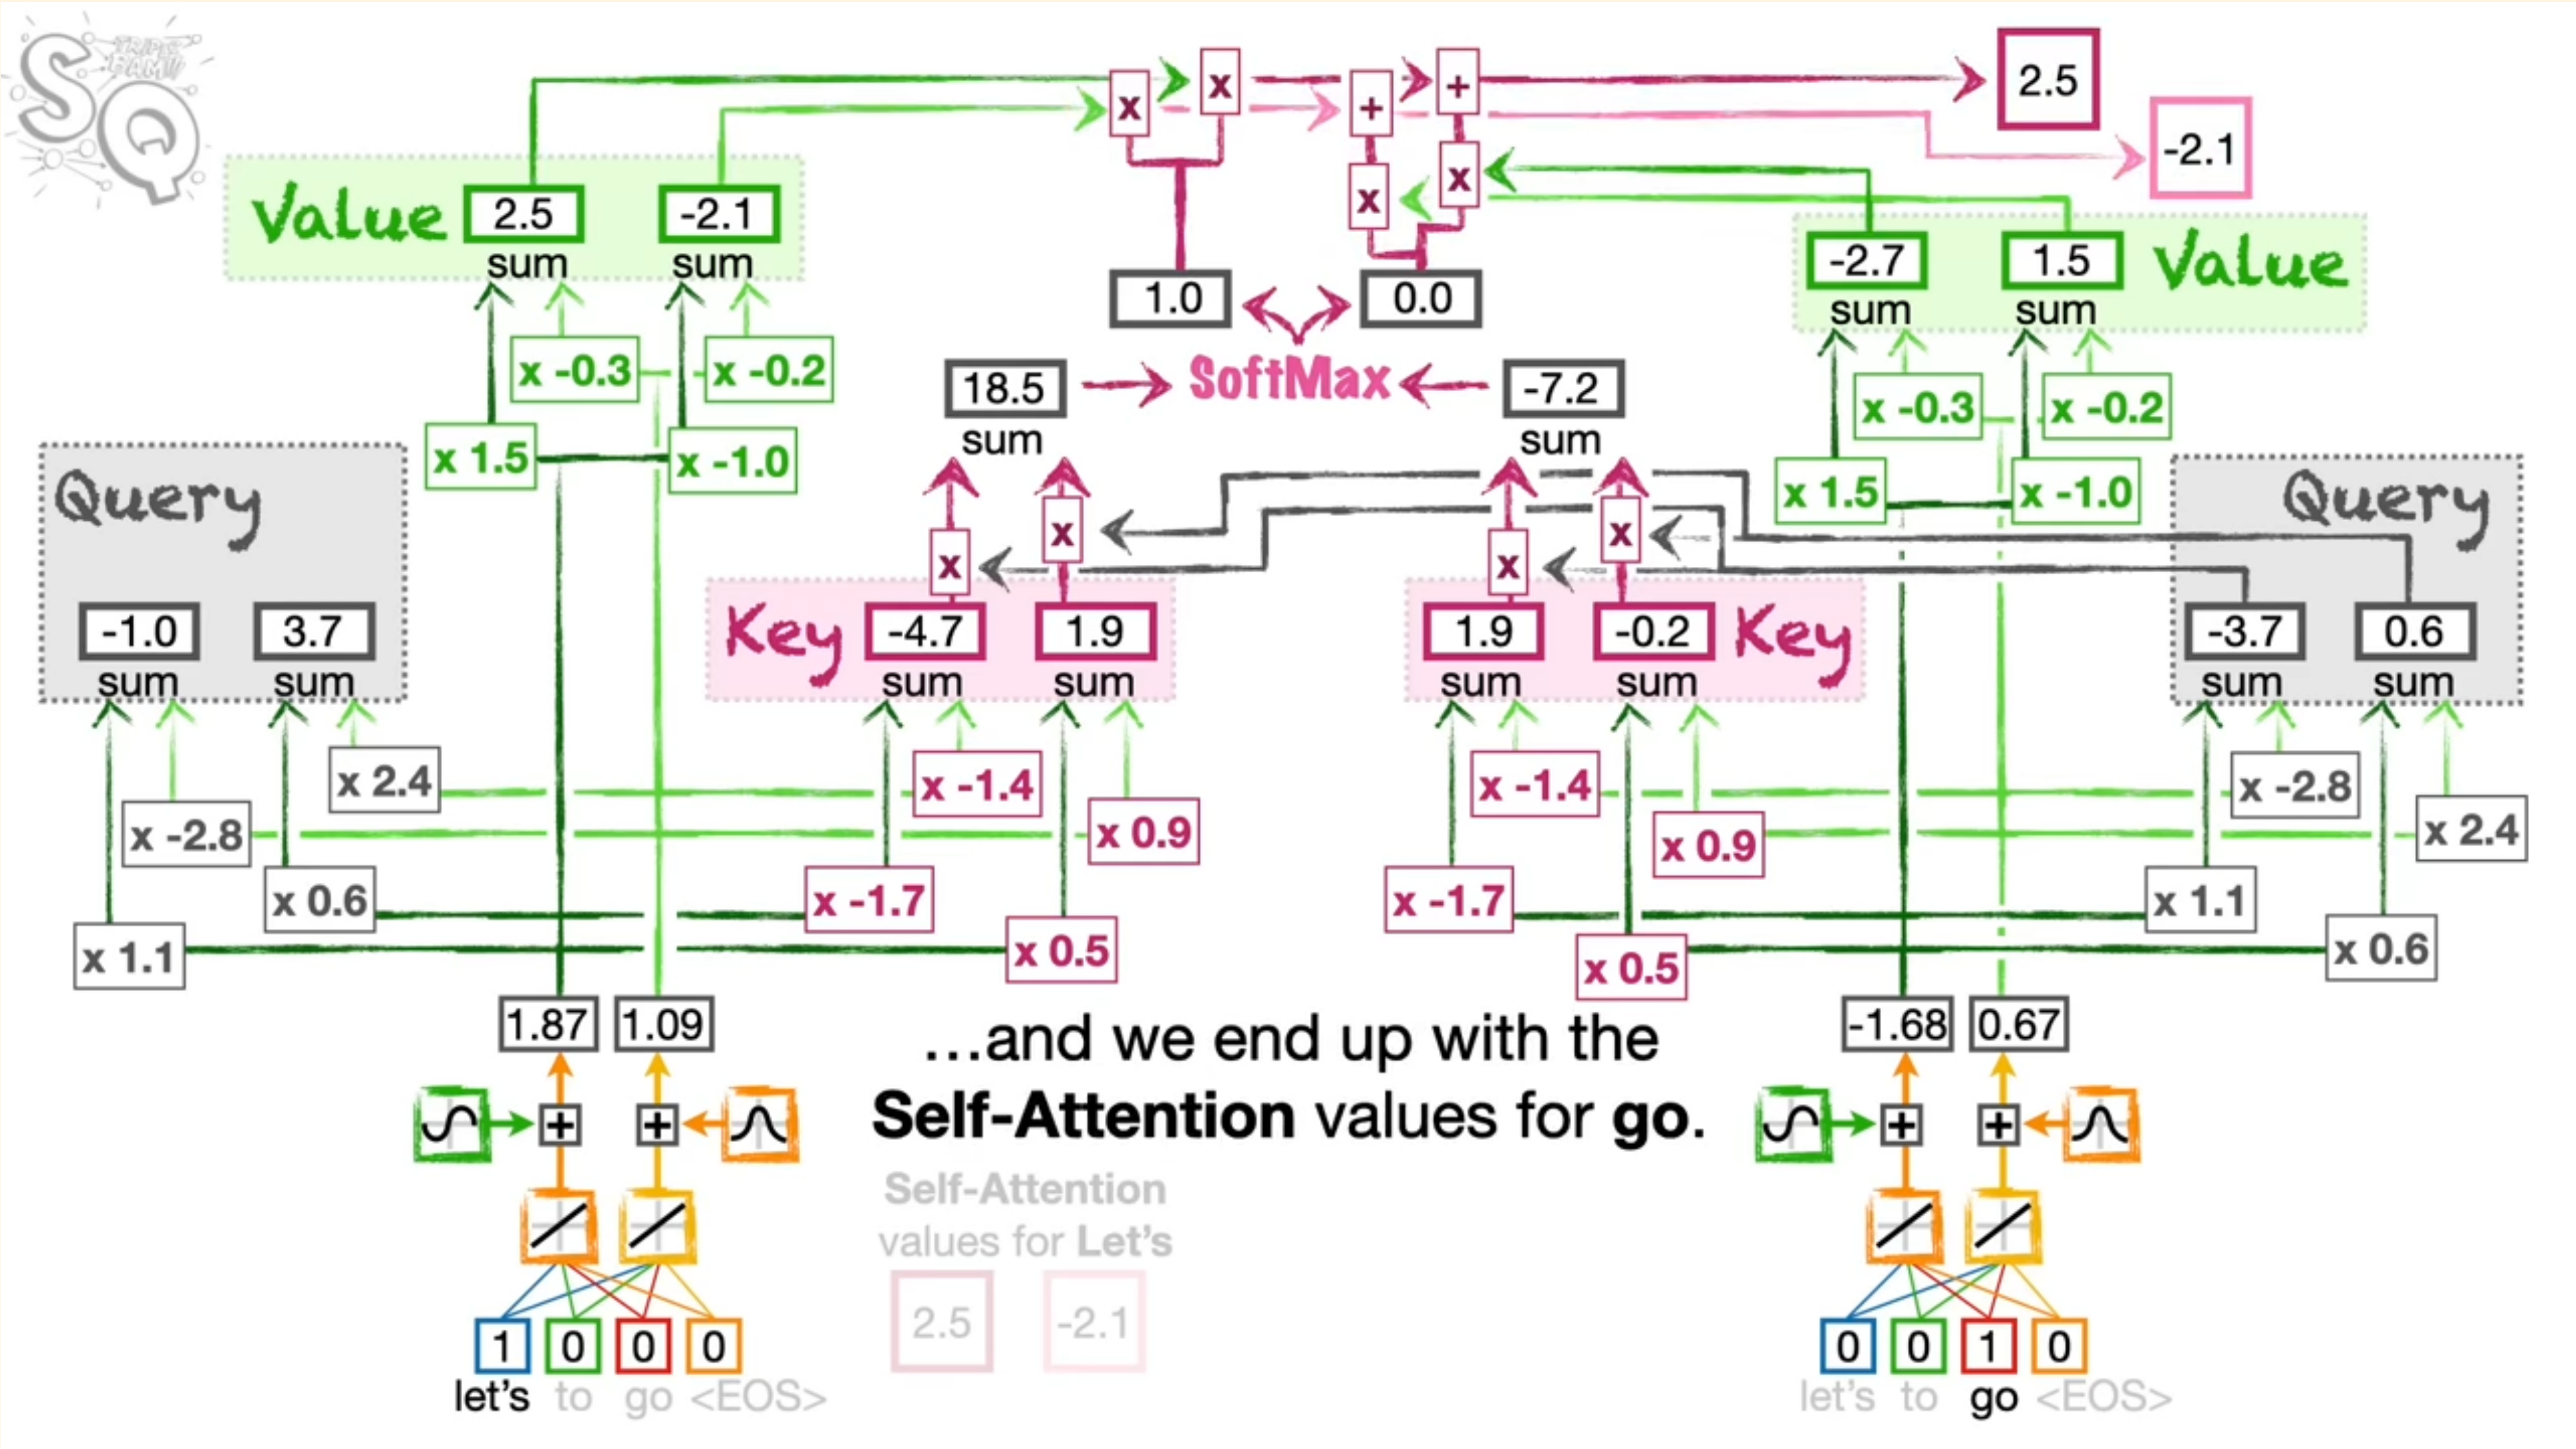 SQ
TRIPLE
BAM!!
x
x
+
+
2.5
-2.1
x
x
Value
2.5
-2.1
sum
sum
-2.7
1.5
Value
sum
sum
1.0
0.0
SoftMax
x -0.3
x -0.2
18.5
-7.2
sum
sum
x -0.3
x -0.2
x 1.5
x -1.0
x 1.5
x -1.0
Query
Query
x
x
x
x
-1.0
3.7
sum
sum
Key
-4.7
1.9
sum
sum
1.9
-0.2
Key
sum
sum
-3.7
0.6
sum
sum
x 2.4
x -2.8
x 0.6
x 1.1
x -1.4
x 0.9
x -1.7
x 0.5
x -1.4
x 0.9
x -1.7
x 0.5
x -2.8
x 2.4
x 1.1
x 0.6
1.87
1.09
...and we end up with the
Self-Attention values for go.
-1.68
0.67
+
+
+
+
Self-Attention
values for Let's
2.5
-2.1
1
0
0
0
let's to go <EOS>
0
0
1
0
let's to go <EOS>